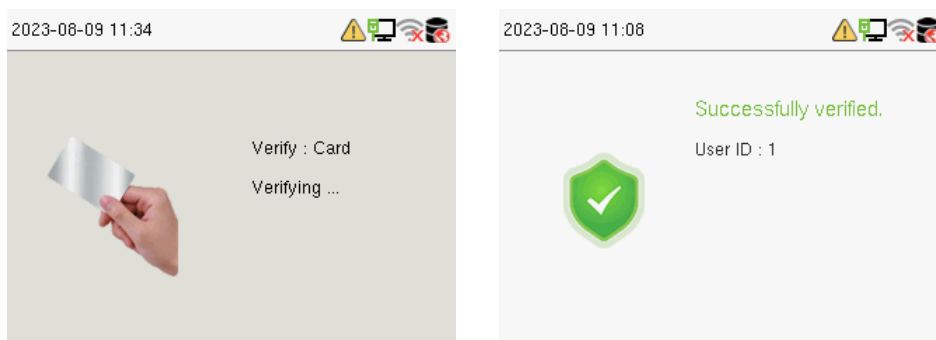 2023-08-09 11:34
Verify : Card
Verifying ...
2023-08-09 11:08
Successfully verified.
User ID : 1